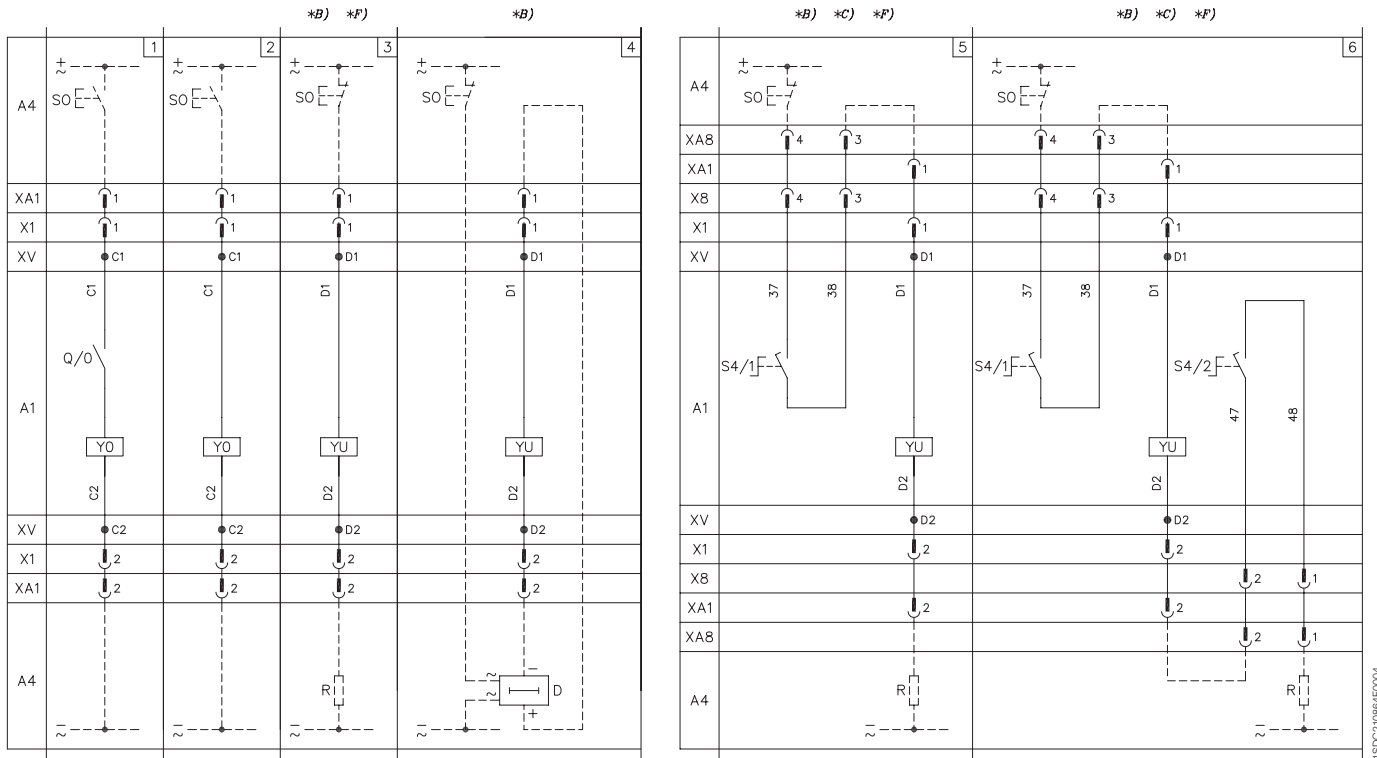 *B) *F) *B) *B) *C) *F) *B) *C) *F)
1 2 3 4 5 6
+ + + + + +
~ ~ ~ ~ ~ ~
A4 SO SO SO SO A4 SO SO
XA8 4 3 4 3
XA1 1 1
XA1 1 1 1 1 X8 4 3 4 3
X1 1 1 1 1 X1 1 1
XV C1 C1 D1 D1 XV D1 D1
C1 C1 D1 D1 37 38 D1 37 38 D1
Q/0 S4/1 S4/1 S4/2
A1 A1 47 48
YO YO YU YU YU YU
C2 C2 D2 D2 D2 D2
XV C2 C2 D2 D2 XV D2 D2
X1 2 2 2 2 X1 2 2
XA1 2 2 2 2 X8 2 1
XA1 2 2
XA8 2 1
A4 R ~ ~ − D + A4 R R
− − − − − −
~ ~ ~ ~ ~ ~